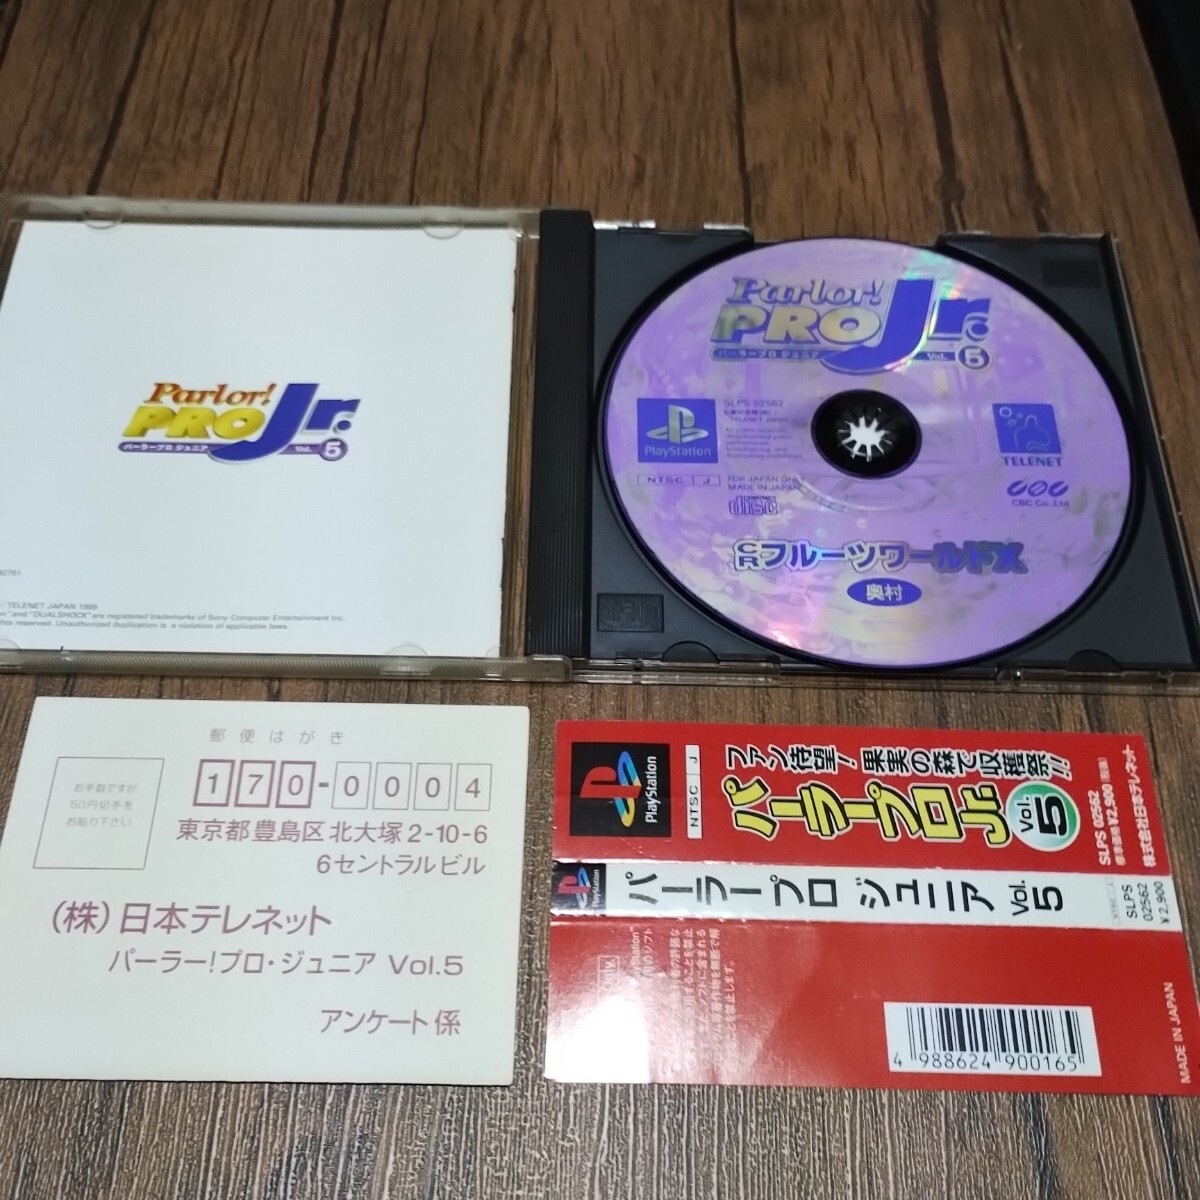 Parlor!
PRO Jr.
パーラープロ ジュニア Vol. 5
TELENET JAPAN 1999
and "DUALSHOCK" are registered trademarks of Sony Computer Entertainment Inc.
reserved. Unauthorized duplication is a violation of applicable laws.
Parlor!
PRO Jr.
パーラープロ ジュニア Vol. 5
SLPS 02562
PlayStation
NTSC J
FOR JAPAN ONLY
MADE IN JAPAN
disc
TELENET
CSC Co.,Ltd
CRフルーツワールドX
奥村
郵便はがき
170-0004
お手数ですが
50円切手を
お貼り下さい
東京都豊島区北大塚2-10-6
6セントラルビル
(株)日本テレネット
パーラー!プロ・ジュニア Vol.5
アンケート係
PlayStation
NTSC J
ファン待望! 果実の森で収穫祭!!
パーラープロJr. Vol. 5
SLPS 02562
¥2,900
株式会社日本テレネット
PlayStation
パーラープロ ジュニア Vol. 5
SLPS
02562
¥2,900
4 988624 900165
MADE IN JAPAN